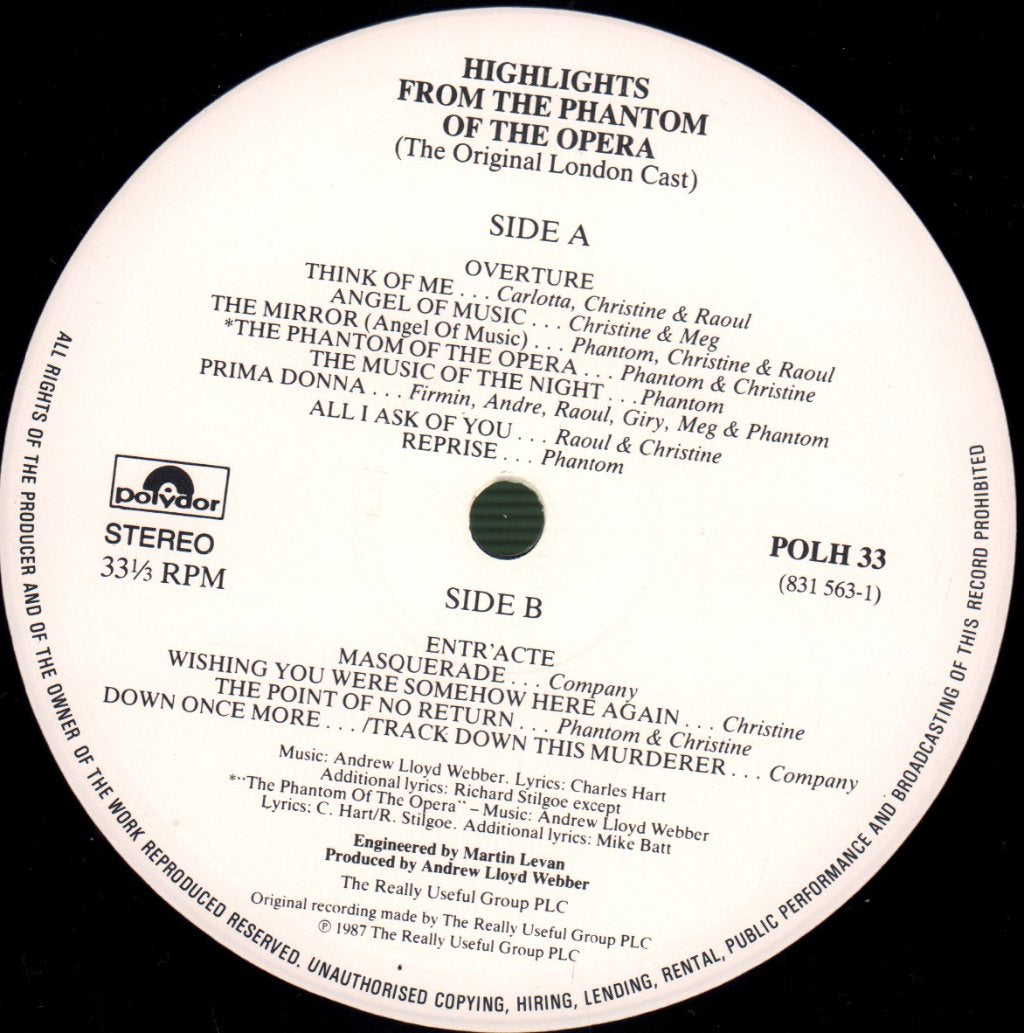 HIGHLIGHTS
FROM THE PHANTOM
OF THE OPERA
(The Original London Cast)
SIDE A
OVERTURE
THINK OF ME . . . Carlotta, Christine & Raoul
ANGEL OF MUSIC . . . Christine & Meg
THE MIRROR (Angel Of Music) . . . Phantom, Christine & Raoul
*THE PHANTOM OF THE OPERA . . . Phantom & Christine
THE MUSIC OF THE NIGHT . . . Phantom
PRIMA DONNA . . . Firmin, Andre, Raoul, Giry, Meg & Phantom
ALL I ASK OF YOU . . . Raoul & Christine
REPRISE . . . Phantom
polydor
STEREO
33⅓ RPM
POLH 33
(831 563-1)
SIDE B
ENTR'ACTE
MASQUERADE . . . Company
WISHING YOU WERE SOMEHOW HERE AGAIN . . . Christine
THE POINT OF NO RETURN . . . Phantom & Christine
DOWN ONCE MORE . . . /TRACK DOWN THIS MURDERER . . . Company
Music: Andrew Lloyd Webber. Lyrics: Charles Hart
Additional lyrics: Richard Stilgoe except
*"The Phantom Of The Opera" – Music: Andrew Lloyd Webber
Lyrics: C. Hart/R. Stilgoe. Additional lyrics: Mike Batt
Engineered by Martin Levan
Produced by Andrew Lloyd Webber
The Really Useful Group PLC
Original recording made by The Really Useful Group PLC
℗ 1987 The Really Useful Group PLC
ALL RIGHTS OF THE PRODUCER AND OF THE OWNER OF THE WORK REPRODUCED RESERVED. UNAUTHORISED COPYING, HIRING, LENDING, RENTAL, PUBLIC PERFORMANCE AND BROADCASTING OF THIS RECORD PROHIBITED